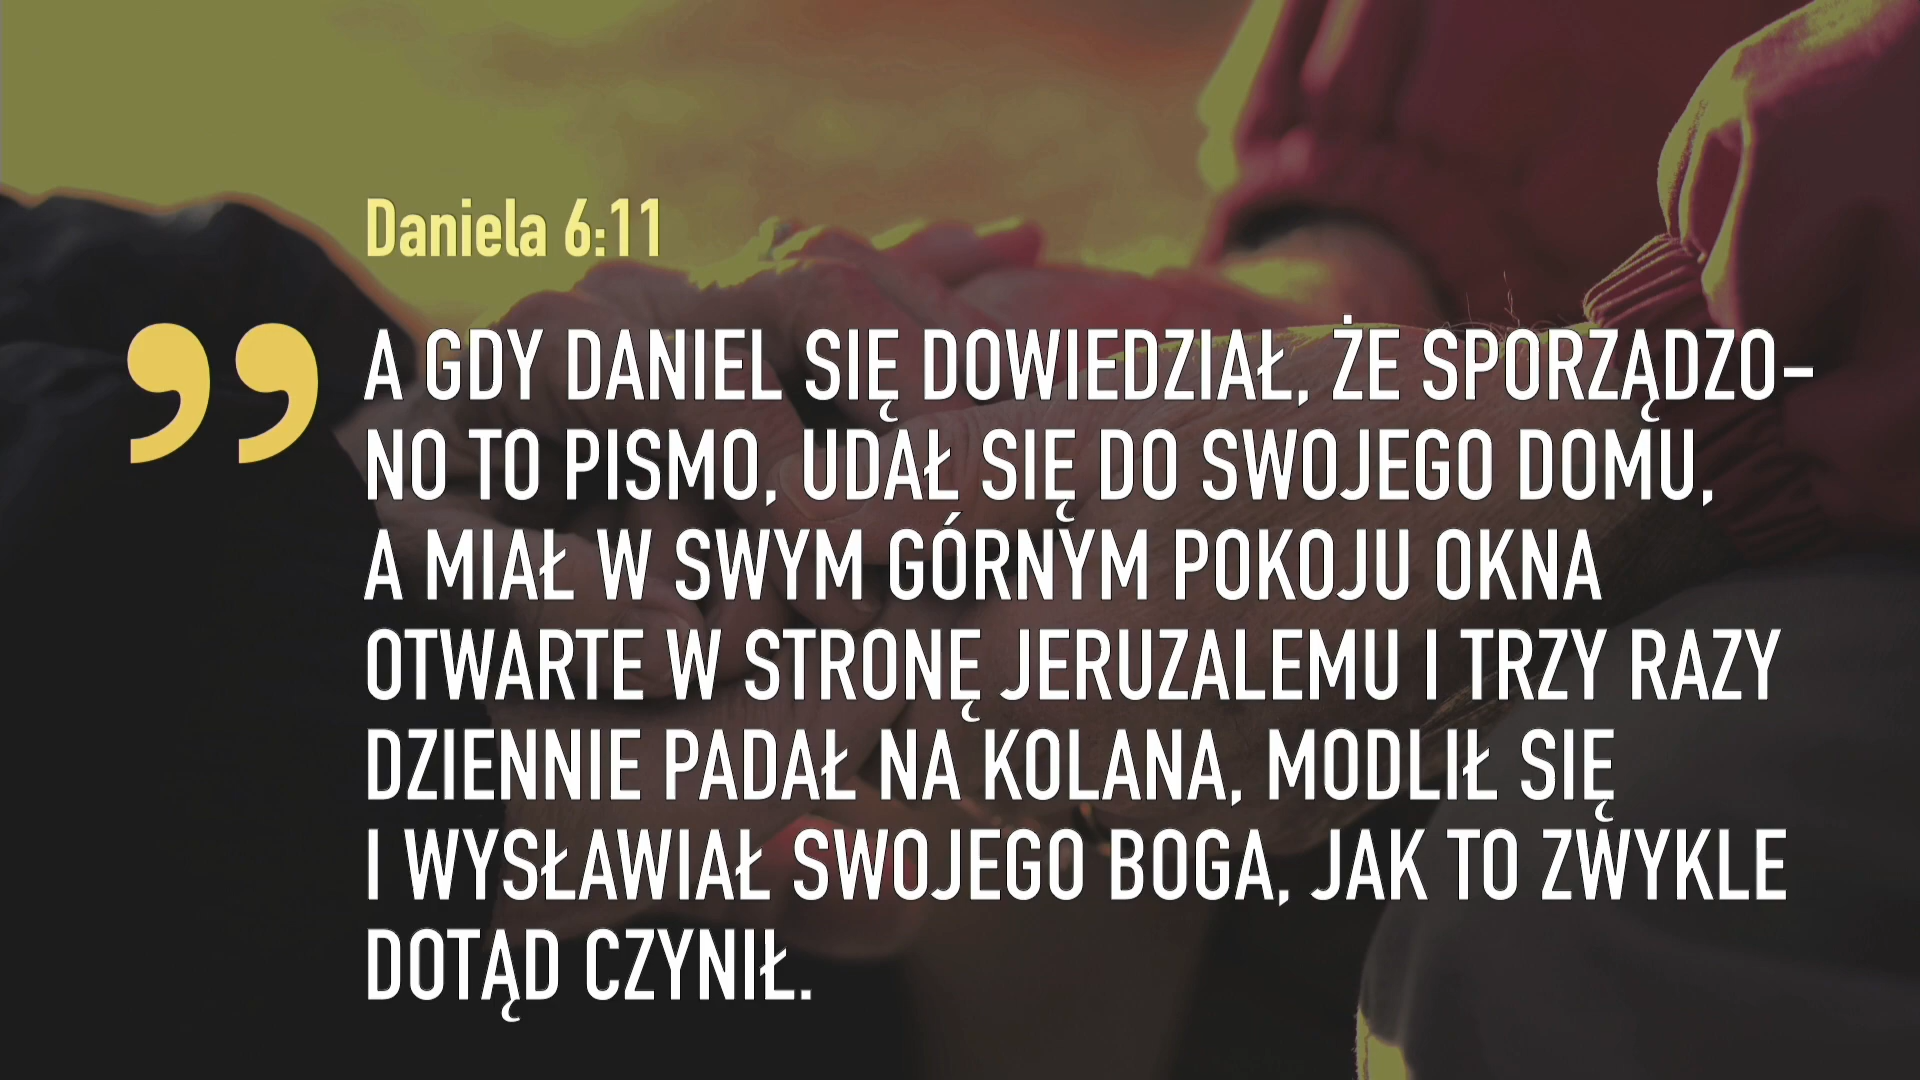 Daniela 6:11
” A GDY DANIEL SIĘ DOWIEDZIAŁ, ŻE SPORZĄDZO-
NO TO PISMO, UDAŁ SIĘ DO SWOJEGO DOMU,
A MIAŁ W SWYM GÓRNYM POKOJU OKNA
OTWARTE W STRONĘ JERUZALEMU I TRZY RAZY
DZIENNIE PADAŁ NA KOLANA, MODLIŁ SIĘ
I WYSŁAWIAŁ SWOJEGO BOGA, JAK TO ZWYKLE
DOTĄD CZYNIŁ.